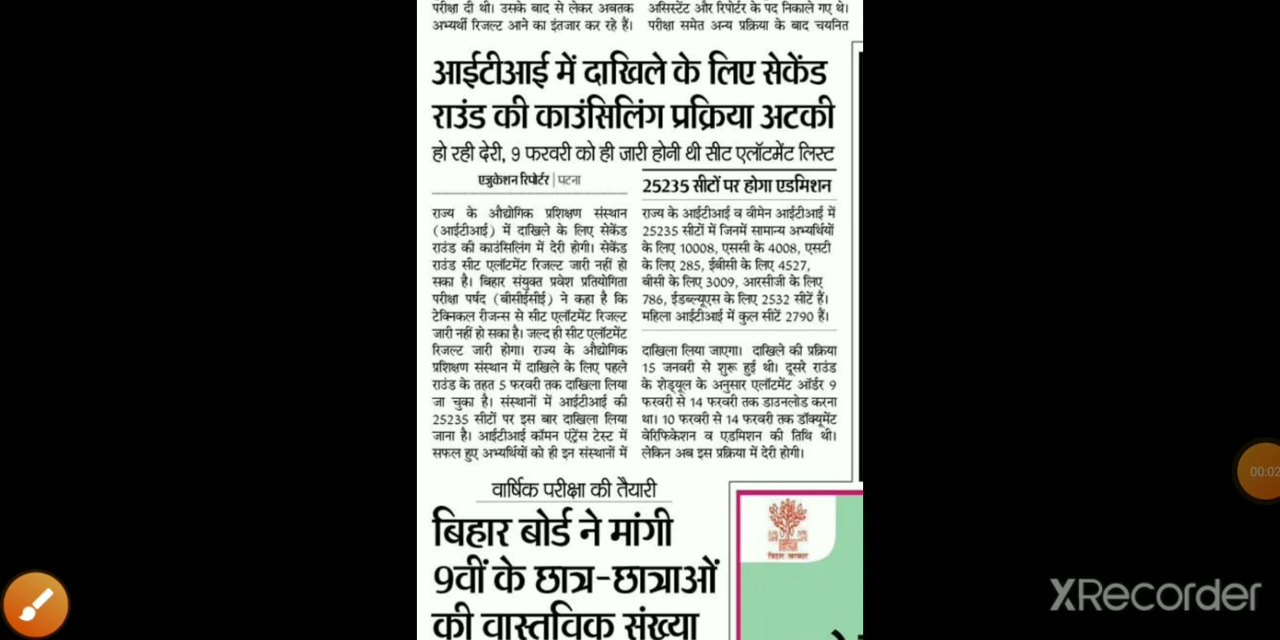 परीक्षा दी थी। उसके बाद से लेकर अबतक
अभ्यर्थी रिजल्ट आने का इंतजार कर रहे हैं।
असिस्टेंट और रिपोर्टर के पद निकाले गए थे।
परीक्षा समेत अन्य प्रक्रिया के बाद चयनित
आईटीआई में दाखिले के लिए सेकेंड
राउंड की काउंसिलिंग प्रक्रिया अटकी
हो रही देरी, 9 फरवरी को ही जारी होनी थी सीट एलॉटमेंट लिस्ट
एजुकेशन रिपोर्टर | पटना
राज्य के औद्योगिक प्रशिक्षण संस्थान
(आईटीआई) में दाखिले के लिए सेकेंड
राउंड की काउंसिलिंग में देरी होगी। सेकेंड
राउंड सीट एलॉटमेंट रिजल्ट जारी नहीं हो
सका है। बिहार संयुक्त प्रवेश प्रतियोगिता
परीक्षा पर्षद (बीसीईसीई) ने कहा है कि
टेक्निकल रीजन्स से सीट एलॉटमेंट रिजल्ट
जारी नहीं हो सका है। जल्द ही सीट एलॉटमेंट
रिजल्ट जारी होगा। राज्य के औद्योगिक
प्रशिक्षण संस्थान में दाखिले के लिए पहले
राउंड के तहत 5 फरवरी तक दाखिला लिया
जा चुका है। संस्थानों में आईटीआई की
25235 सीटों पर इस बार दाखिला लिया
जाना है। आईटीआई कॉमन एंट्रेंस टेस्ट में
सफल हुए अभ्यर्थियों को ही इन संस्थानों में
25235 सीटों पर होगा एडमिशन
राज्य के आईटीआई व वीमेन आईटीआई में
25235 सीटों में जिनमें सामान्य अभ्यर्थियों
के लिए 10008, एससी के 4008, एसटी
के लिए 285, ईबीसी के लिए 4527,
बीसी के लिए 3009, आरसीजी के लिए
786, ईडब्ल्यूएस के लिए 2532 सीटें हैं।
महिला आईटीआई में कुल सीटें 2790 हैं।
दाखिला लिया जाएगा। दाखिले की प्रक्रिया
15 जनवरी से शुरू हुई थी। दूसरे राउंड
के शेड्यूल के अनुसार एलॉटमेंट ऑर्डर 9
फरवरी से 14 फरवरी तक डाउनलोड करना
था। 10 फरवरी से 14 फरवरी तक डॉक्यूमेंट
वेरिफिकेशन व एडमिशन की तिथि थी।
लेकिन अब इस प्रक्रिया में देरी होगी।
वार्षिक परीक्षा की तैयारी
बिहार बोर्ड ने मांगी
9वीं के छात्र-छात्राओं
की वास्तविक संख्या
बिहार सरकार
00:02
XRecorder